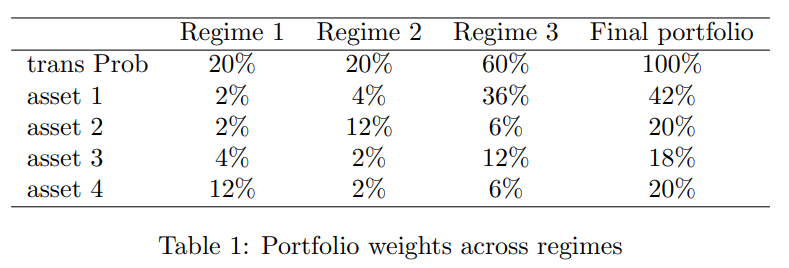 Regime 1 Regime 2 Regime 3 Final portfolio
trans Prob 20% 20% 60% 100%
asset 1 2% 4% 36% 42%
asset 2 2% 12% 6% 20%
asset 3 4% 2% 12% 18%
asset 4 12% 2% 6% 20%
Table 1: Portfolio weights across regimes